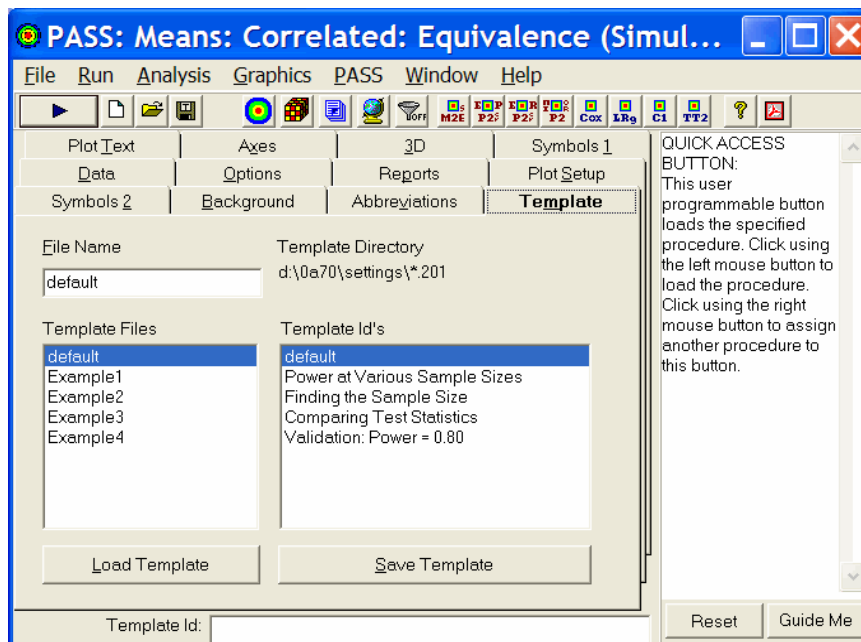 PASS: Means: Correlated: Equivalence (Simul...
File Run Analysis Graphics PASS Window Help
OFF M2E P2 P2 P2 Cox LRg C1 TT2 ?
Plot Text Axes 3D Symbols 1
Data Options Reports Plot Setup
Symbols 2 Background Abbreviations Template
File Name
default
Template Directory
d:\0a70\settings\*.201
Template Files
default
Example1
Example2
Example3
Example4
Template Id's
default
Power at Various Sample Sizes
Finding the Sample Size
Comparing Test Statistics
Validation: Power = 0.80
Load Template Save Template
Template Id:
QUICK ACCESS
BUTTON:
This user
programmable button
loads the specified
procedure. Click using
the left mouse button to
load the procedure.
Click using the right
mouse button to assign
another procedure to
this button.
Reset Guide Me